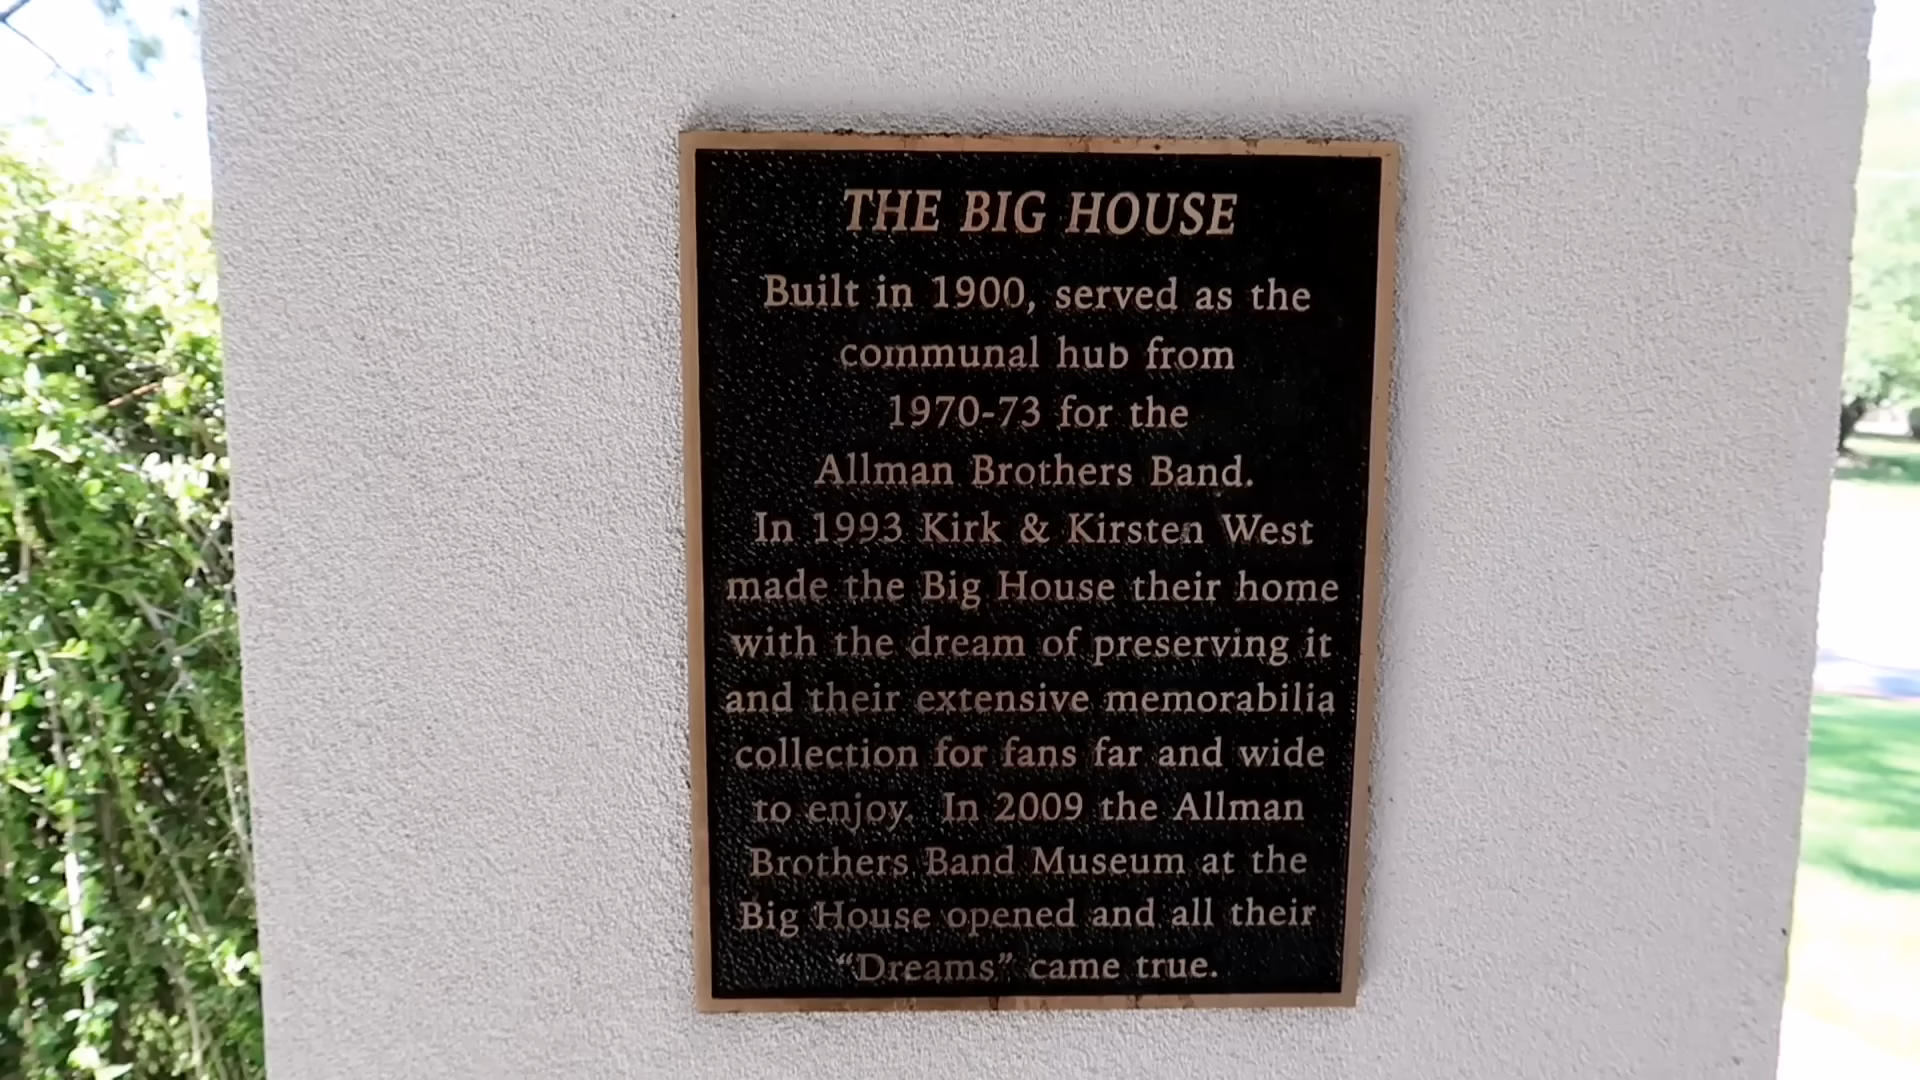 THE BIG HOUSE
Built in 1900, served as the
communal hub from
1970-73 for the
Allman Brothers Band.
In 1993 Kirk & Kirsten West
made the Big House their home
with the dream of preserving it
and their extensive memorabilia
collection for fans far and wide
to enjoy. In 2009 the Allman
Brothers Band Museum at the
Big House opened and all their
“Dreams” came true.